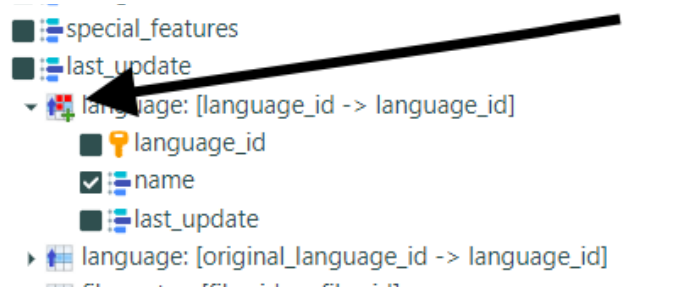 special_features
last_update
language: [language_id -> language_id]
language_id
name
last_update
language: [original_language_id -> language_id]